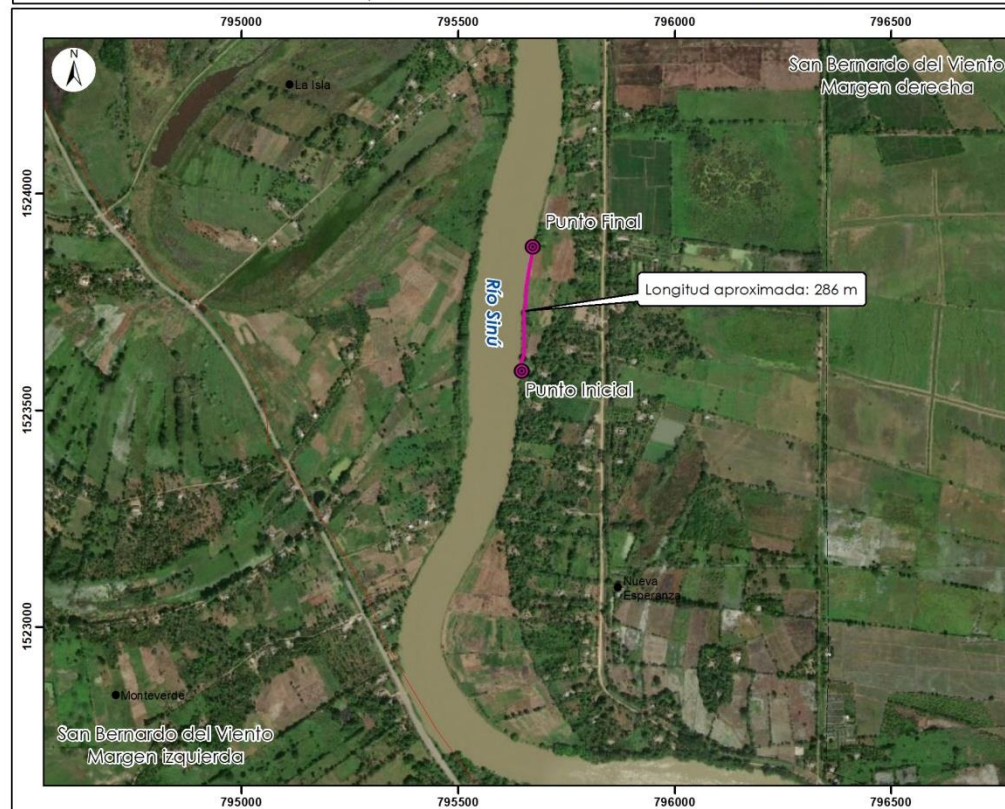 795000 795500 796000 796500
N
La Isla
San Bernardo del Viento
Margen derecha
1524000
Punto Final
Río Sinú
Longitud aproximada: 286 m
Punto Inicial
1523500
Nueva
Esperanza
1523000
Monteverde
San Bernardo del Viento
Margen izquierda
795000 795500 796000 796500